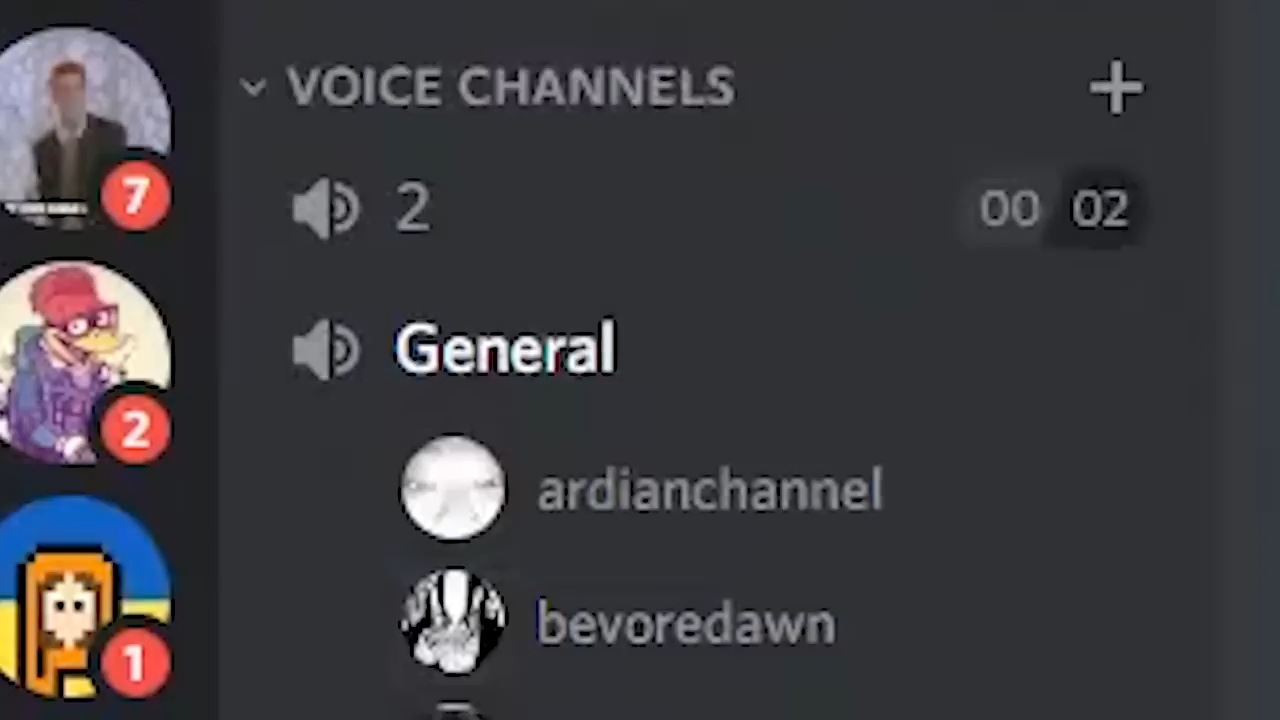 VOICE CHANNELS
7
2
00 02
General
2
ardianchannel
bevoredawn
1